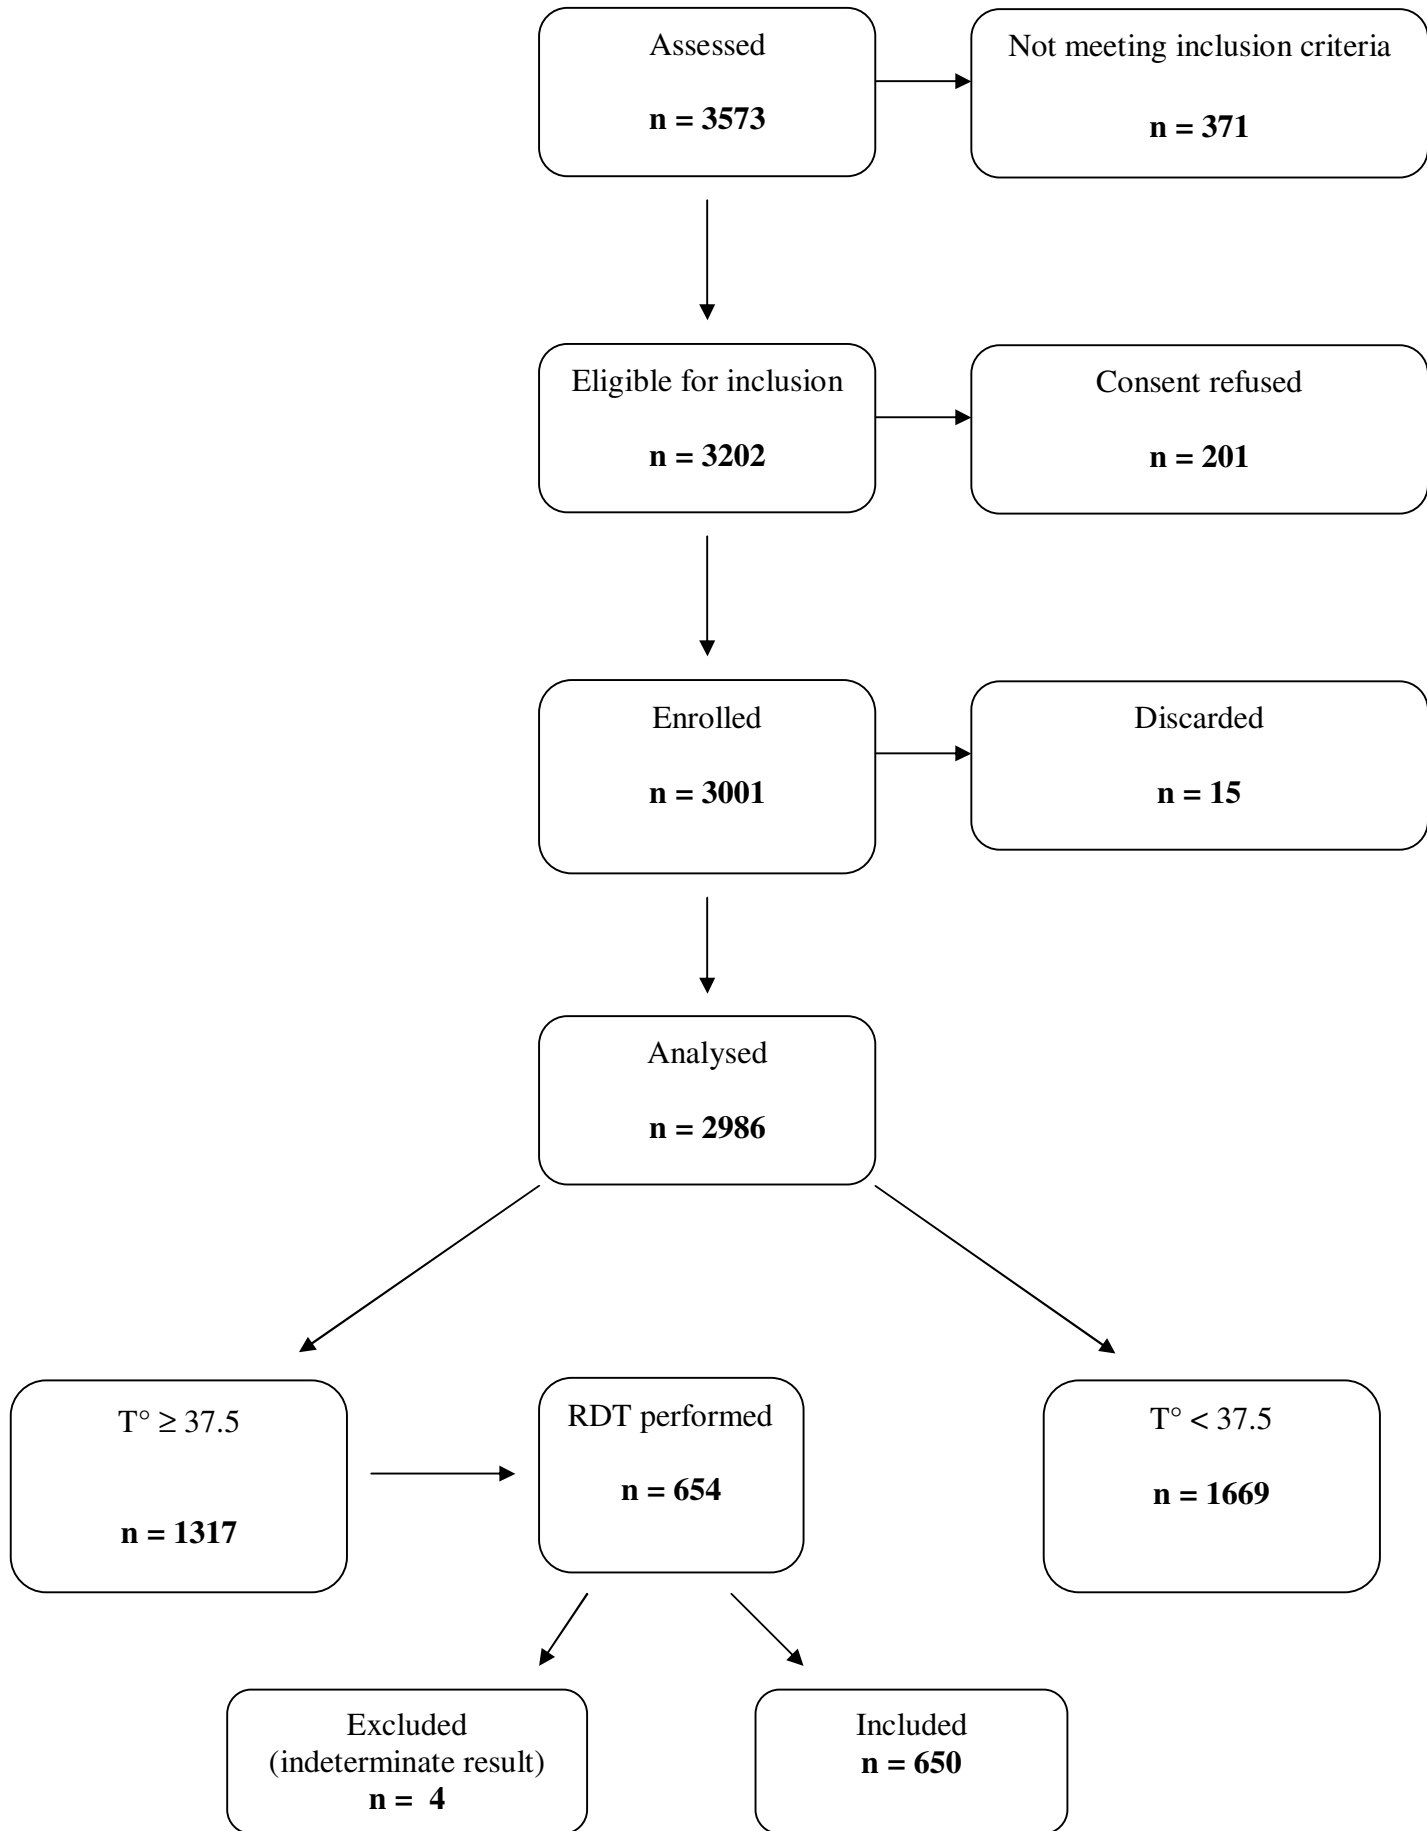 Assessed
n = 3573
Not meeting inclusion criteria
n = 371
Eligible for inclusion
n = 3202
Consent refused
n = 201
Enrolled
n = 3001
Discarded
n = 15
Analysed
n = 2986
T° ≥ 37.5
n = 1317
RDT performed
n = 654
T° < 37.5
n = 1669
Excluded
(indeterminate result)
n = 4
Included
n = 650